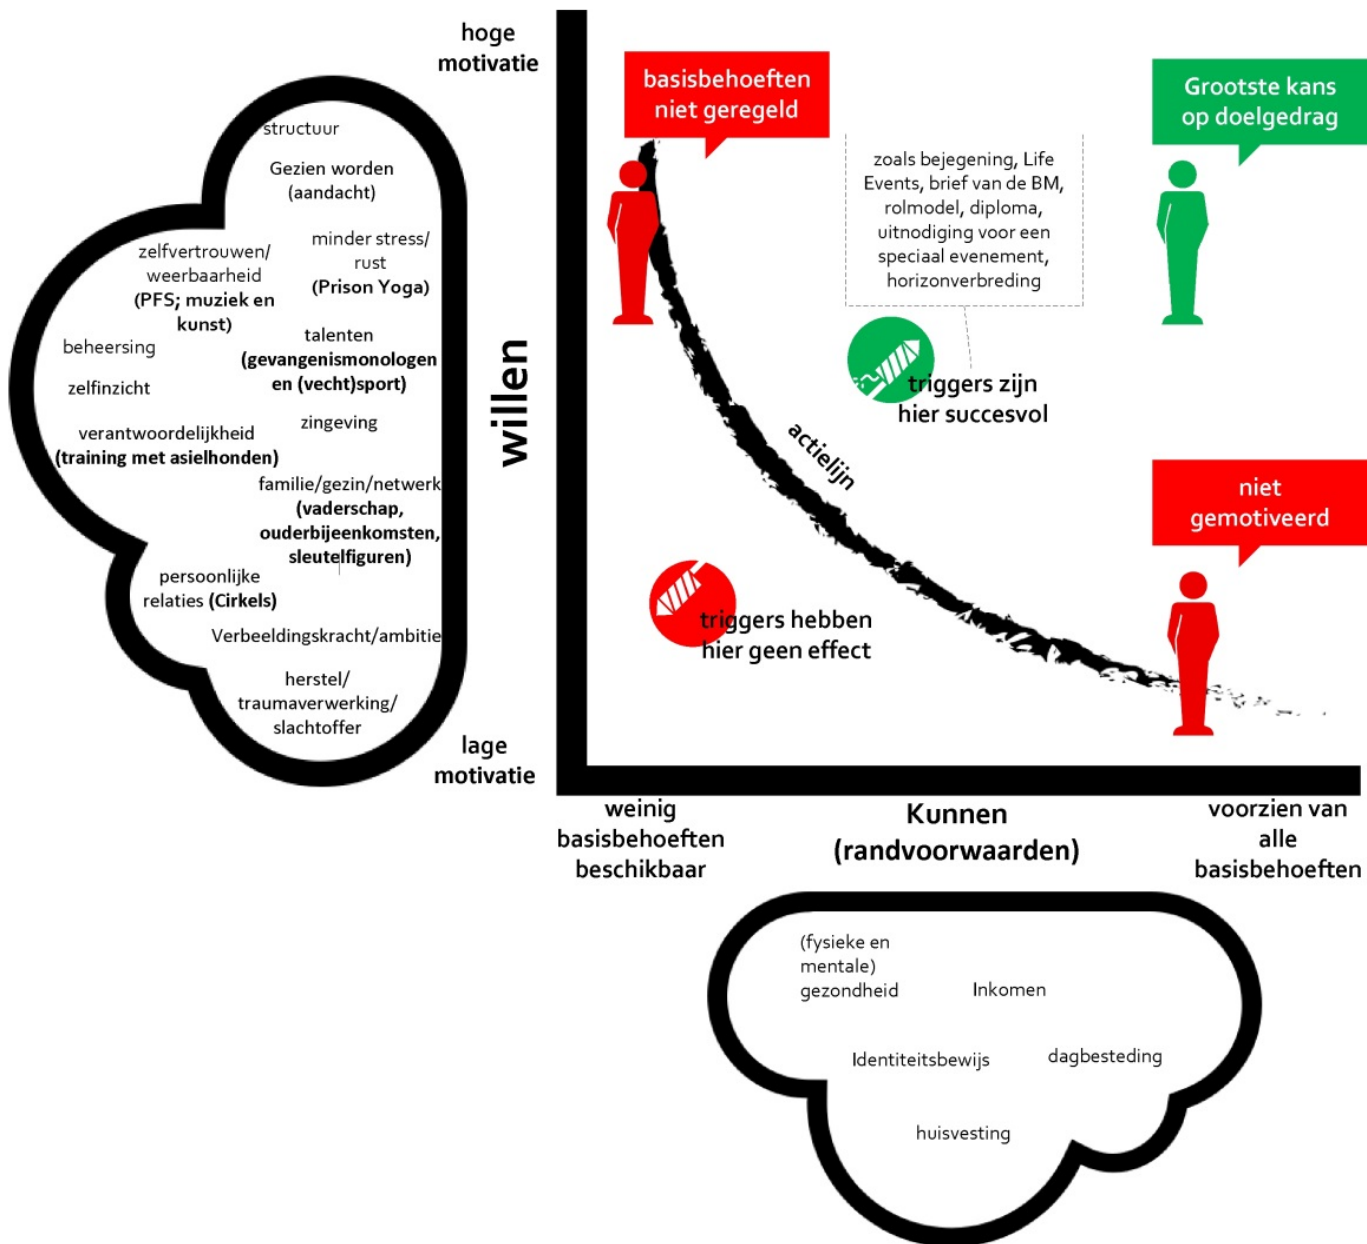 hoge
motivatie
structuur
Gezien worden
(aandacht)
zelfvertrouwen/
weerbaarheid
(PFS; muziek en
kunst)
minder stress/
rust
(Prison Yoga)
beheersing
zelfinzicht
talenten
(gevangenismonologen
en (vecht)sport)
zingeving
verantwoordelijkheid
(training met asielhonden)
familie/gezin/netwerk
(vaderschap,
ouderbijeenkomsten,
sleutelfiguren)
persoonlijke
relaties (Cirkels)
Verbeeldingskracht/ambitie
herstel/
traumaverwerking/
slachtoffer
willen
lage
motivatie
basisbehoeften
niet geregeld
zoals bejegening, Life
Events, brief van de BM,
rolmodel, diploma,
uitnodiging voor een
speciaal evenement,
horizonverbreding
Grootste kans
op doelgedrag
triggers zijn
hier succesvol
actielijn
niet
gemotiveerd
triggers hebben
hier geen effect
weinig
basisbehoeften
beschikbaar
Kunnen
(randvoorwaarden)
voorzien van
alle
basisbehoeften
(fysieke en
mentale)
gezondheid
Inkomen
Identiteitsbewijs
dagbesteding
huisvesting